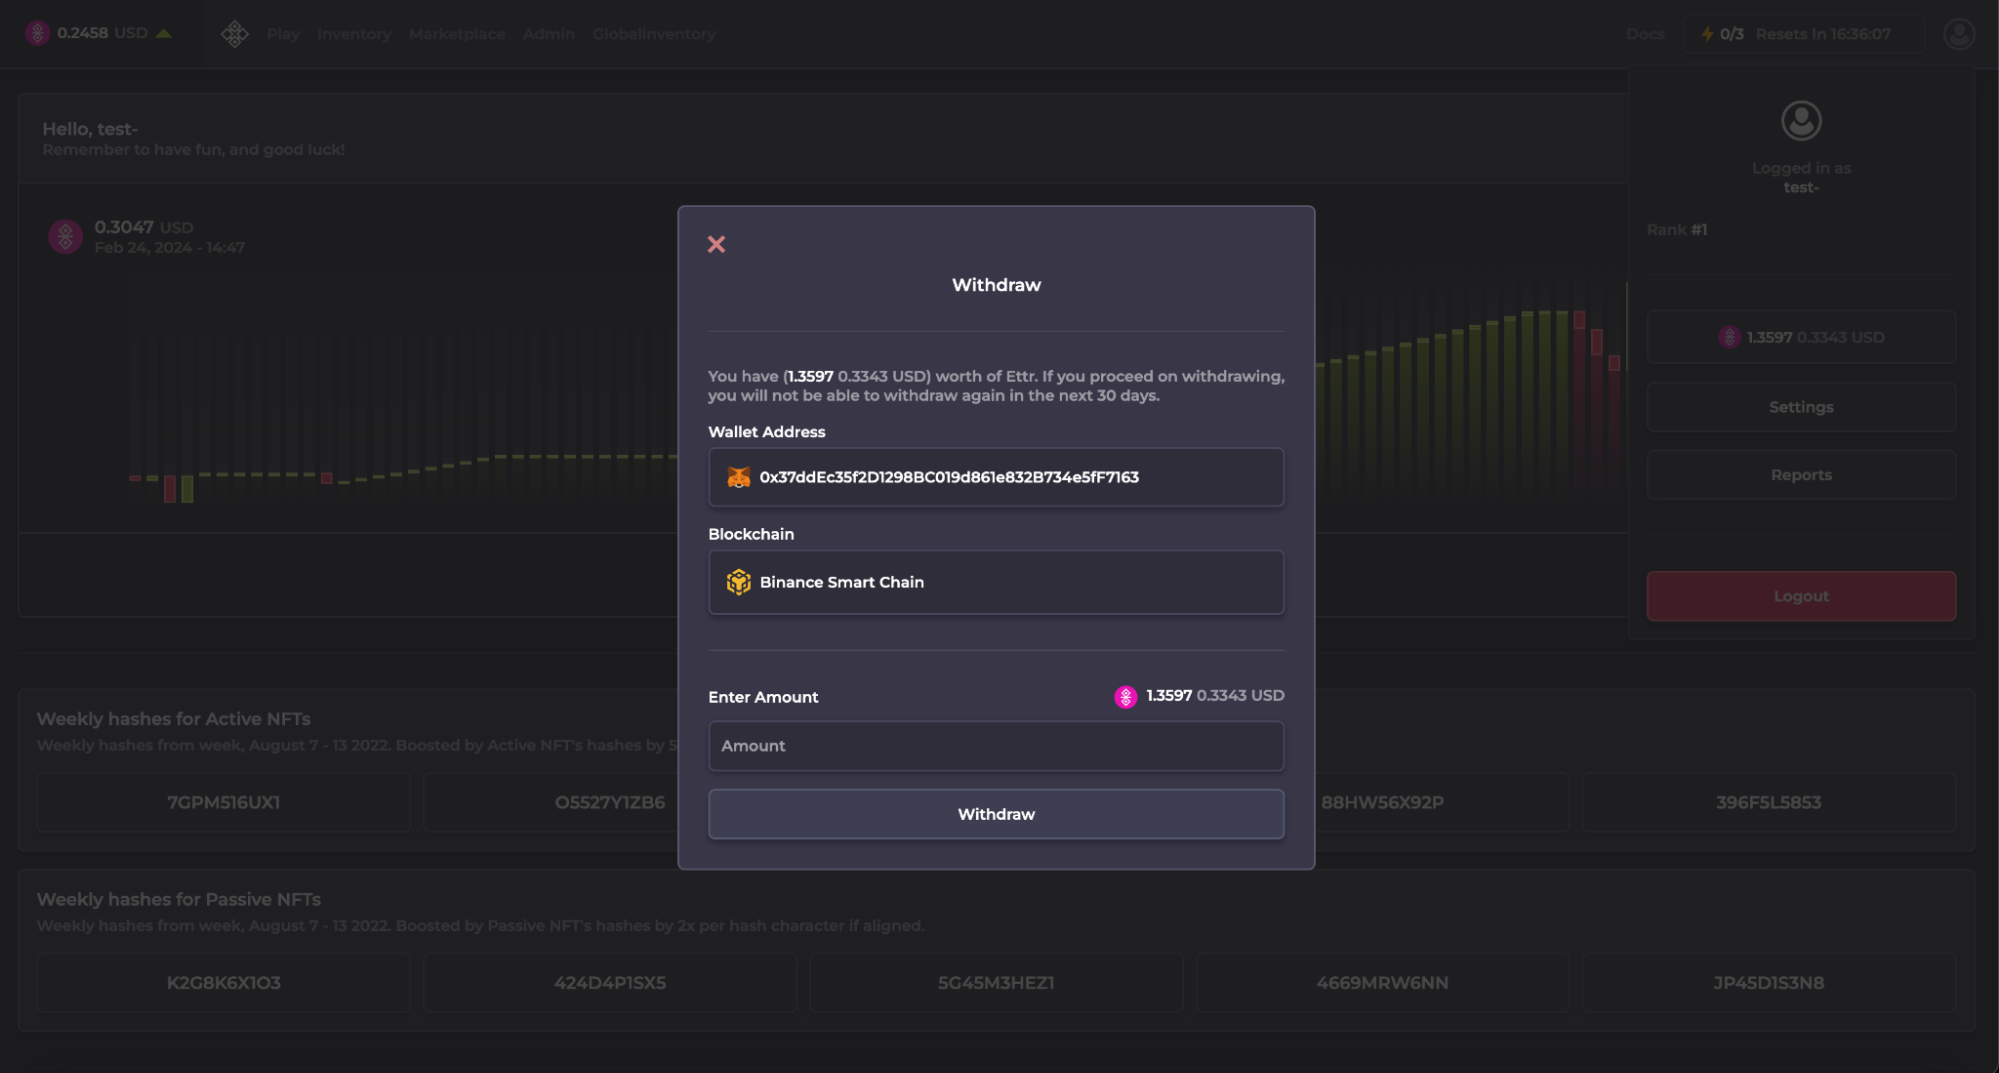 0.2458 USD
Play Inventory Marketplace Admin Globalinventory
Docs
0/3 Resets In 16:36:07
Hello, test-
Remember to have fun, and good luck!
0.3047 USD
Feb 24, 2024 - 14:47
Logged in as
test-
Rank #1
1.3597 0.3343 USD
Settings
Reports
Logout
Withdraw
You have (1.3597 0.3343 USD) worth of Ettr. If you proceed on withdrawing,
you will not be able to withdraw again in the next 30 days.
Wallet Address
0x37ddEc35f2D1298BC019d861e832B734e5fF7163
Blockchain
Binance Smart Chain
Enter Amount
1.3597 0.3343 USD
Amount
Withdraw
Weekly hashes for Active NFTs
Weekly hashes from week, August 7 - 13 2022. Boosted by Active NFT's hashes by 5
7GPM516UX1
O5527Y1ZB6
88HW56X92P
396F5L5853
Weekly hashes for Passive NFTs
Weekly hashes from week, August 7 - 13 2022. Boosted by Passive NFT's hashes by 2x per hash character if aligned.
K2G8K6X1O3
424D4P1SX5
5G45M3HEZ1
4669MRW6NN
JP45D1S3N8